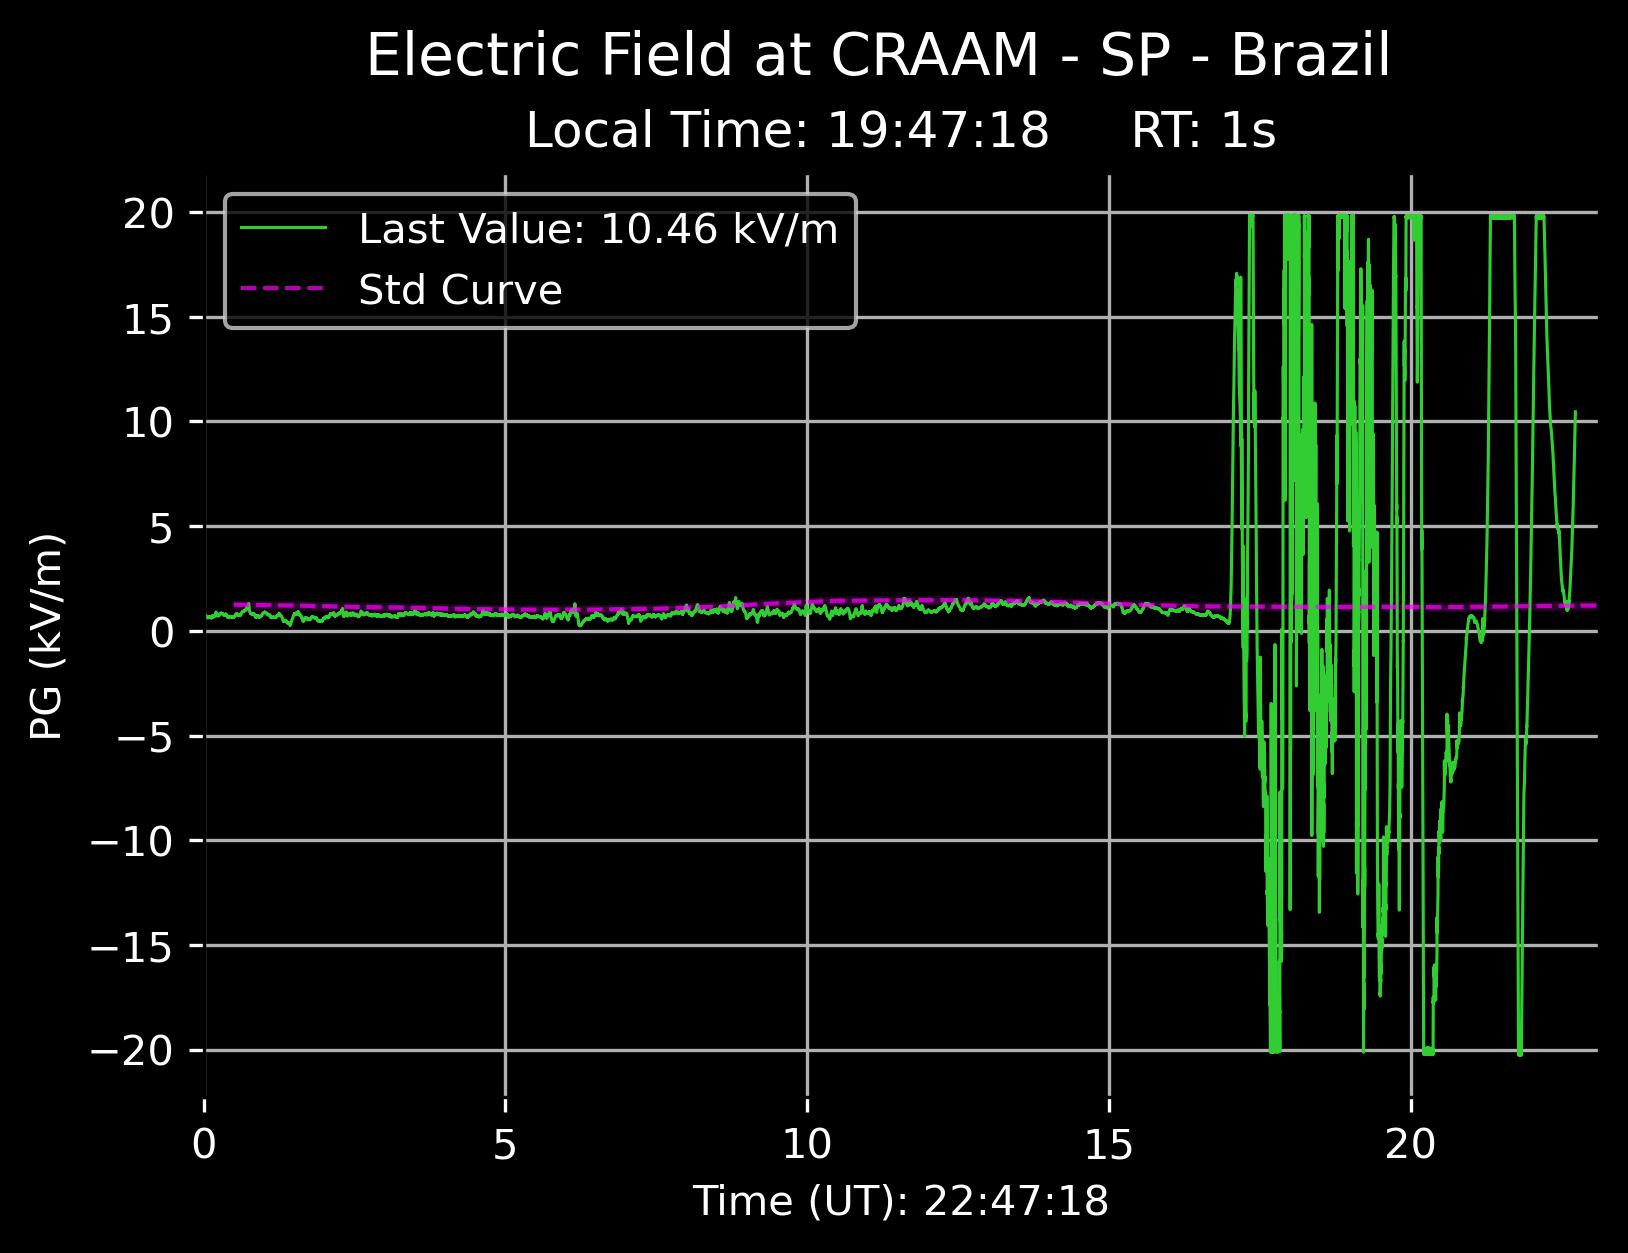 Electric Field at CRAAM - SP - Brazil
Local Time: 19:47:18 RT: 1s
Last Value: 10.46 kV/m
Std Curve
20
15
10
5
0
−5
−10
−15
−20
PG (kV/m)
0 5 10 15 20
Time (UT): 22:47:18